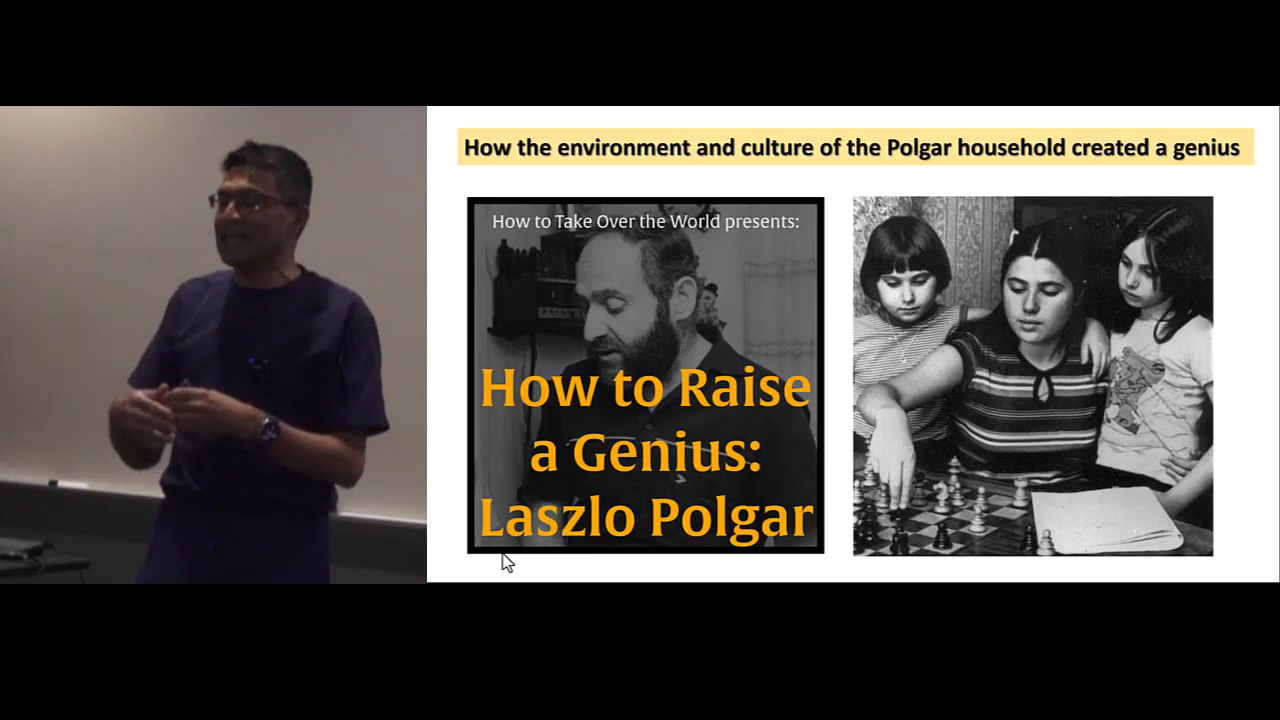 How the environment and culture of the Polgar household created a genius
How to Take Over the World presents:
How to Raise
a Genius:
Laszlo Polgar